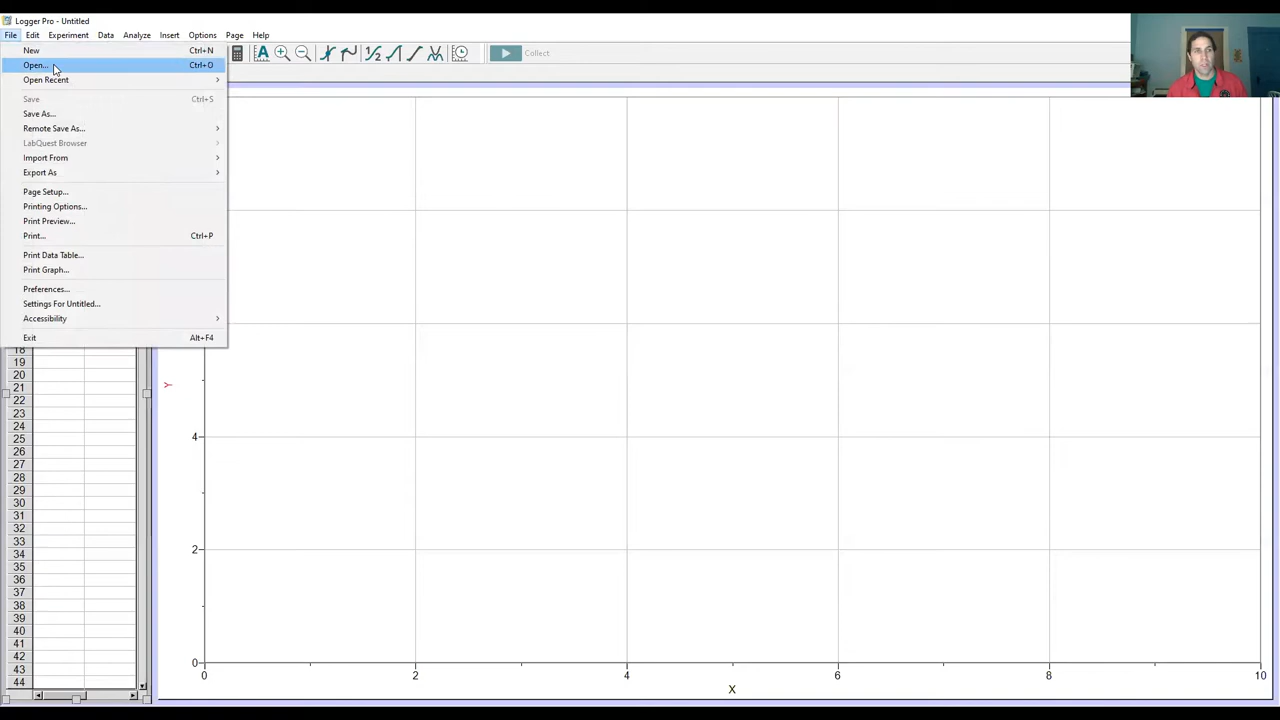 Logger Pro - Untitled
File Edit Experiment Data Analyze Insert Options Page Help
New Ctrl+N
Open... Ctrl+O
Open Recent
Save Ctrl+S
Save As...
Remote Save As...
LabQuest Browser
Import From
Export As
Page Setup...
Printing Options...
Print Preview...
Print... Ctrl+P
Print Data Table...
Print Graph...
Preferences...
Settings For Untitled...
Accessibility
Exit Alt+F4
Collect
18
19
20
21
22
23
24
25
26
27
28
29
30
31
32
33
34
35
36
37
38
39
40
41
42
43
44
Y
4
2
0
0 2 4 6 8 10
X